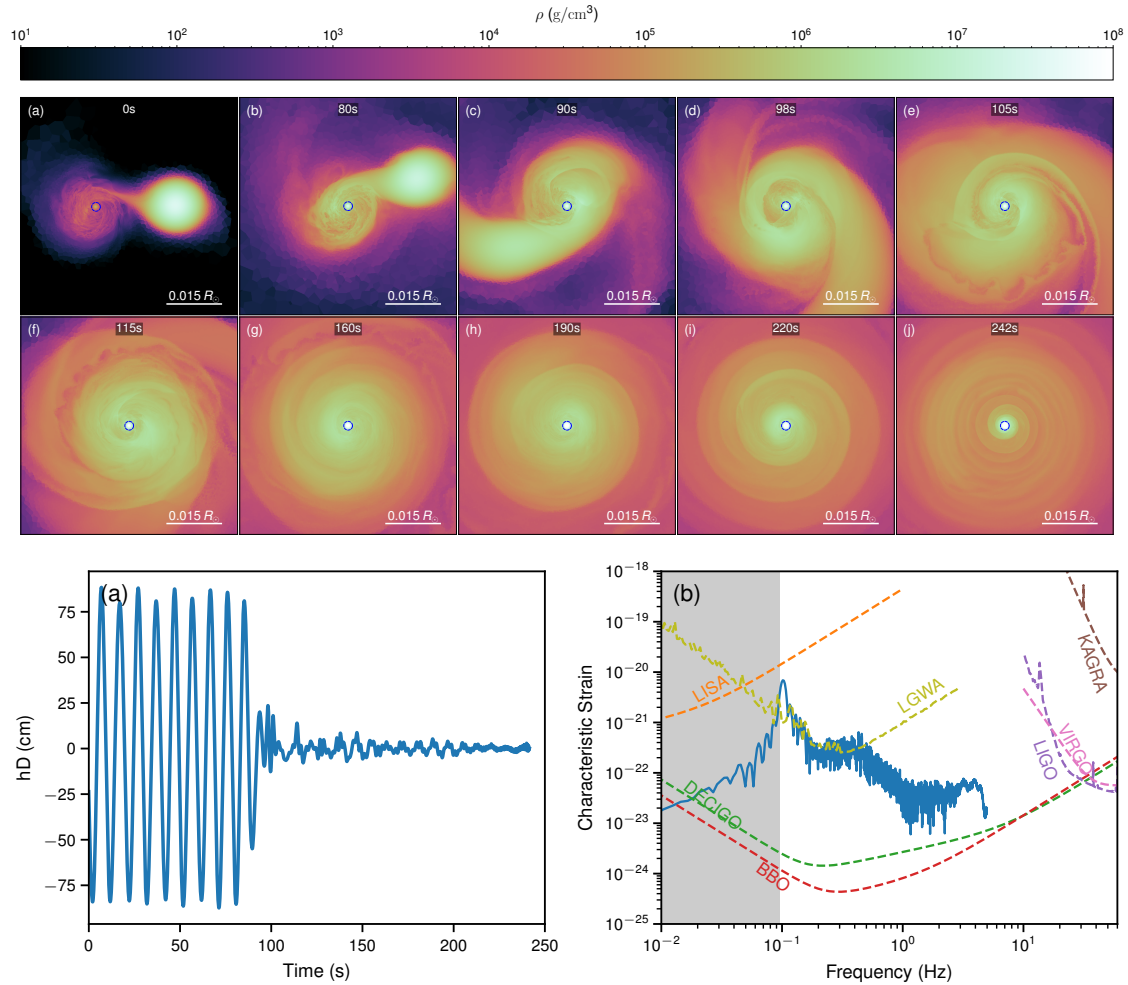 ρ (g/cm³)
10¹ 10² 10³ 10⁴ 10⁵ 10⁶ 10⁷ 10⁸
(a) 0s 0.015 R☉
(b) 80s 0.015 R☉
(c) 90s 0.015 R☉
(d) 98s 0.015 R☉
(e) 105s 0.015 R☉
(f) 115s 0.015 R☉
(g) 160s 0.015 R☉
(h) 190s 0.015 R☉
(i) 220s 0.015 R☉
(j) 242s 0.015 R☉
(a)
hD (cm)
75
50
25
0
−25
−50
−75
0 50 100 150 200 250
Time (s)
(b)
Characteristic Strain
10⁻¹⁸
10⁻¹⁹
10⁻²⁰
10⁻²¹
10⁻²²
10⁻²³
10⁻²⁴
10⁻²⁵
LISA
LGWA
KAGRA
VIRGO
LIGO
DECIGO
BBO
10⁻² 10⁻¹ 10⁰ 10¹
Frequency (Hz)